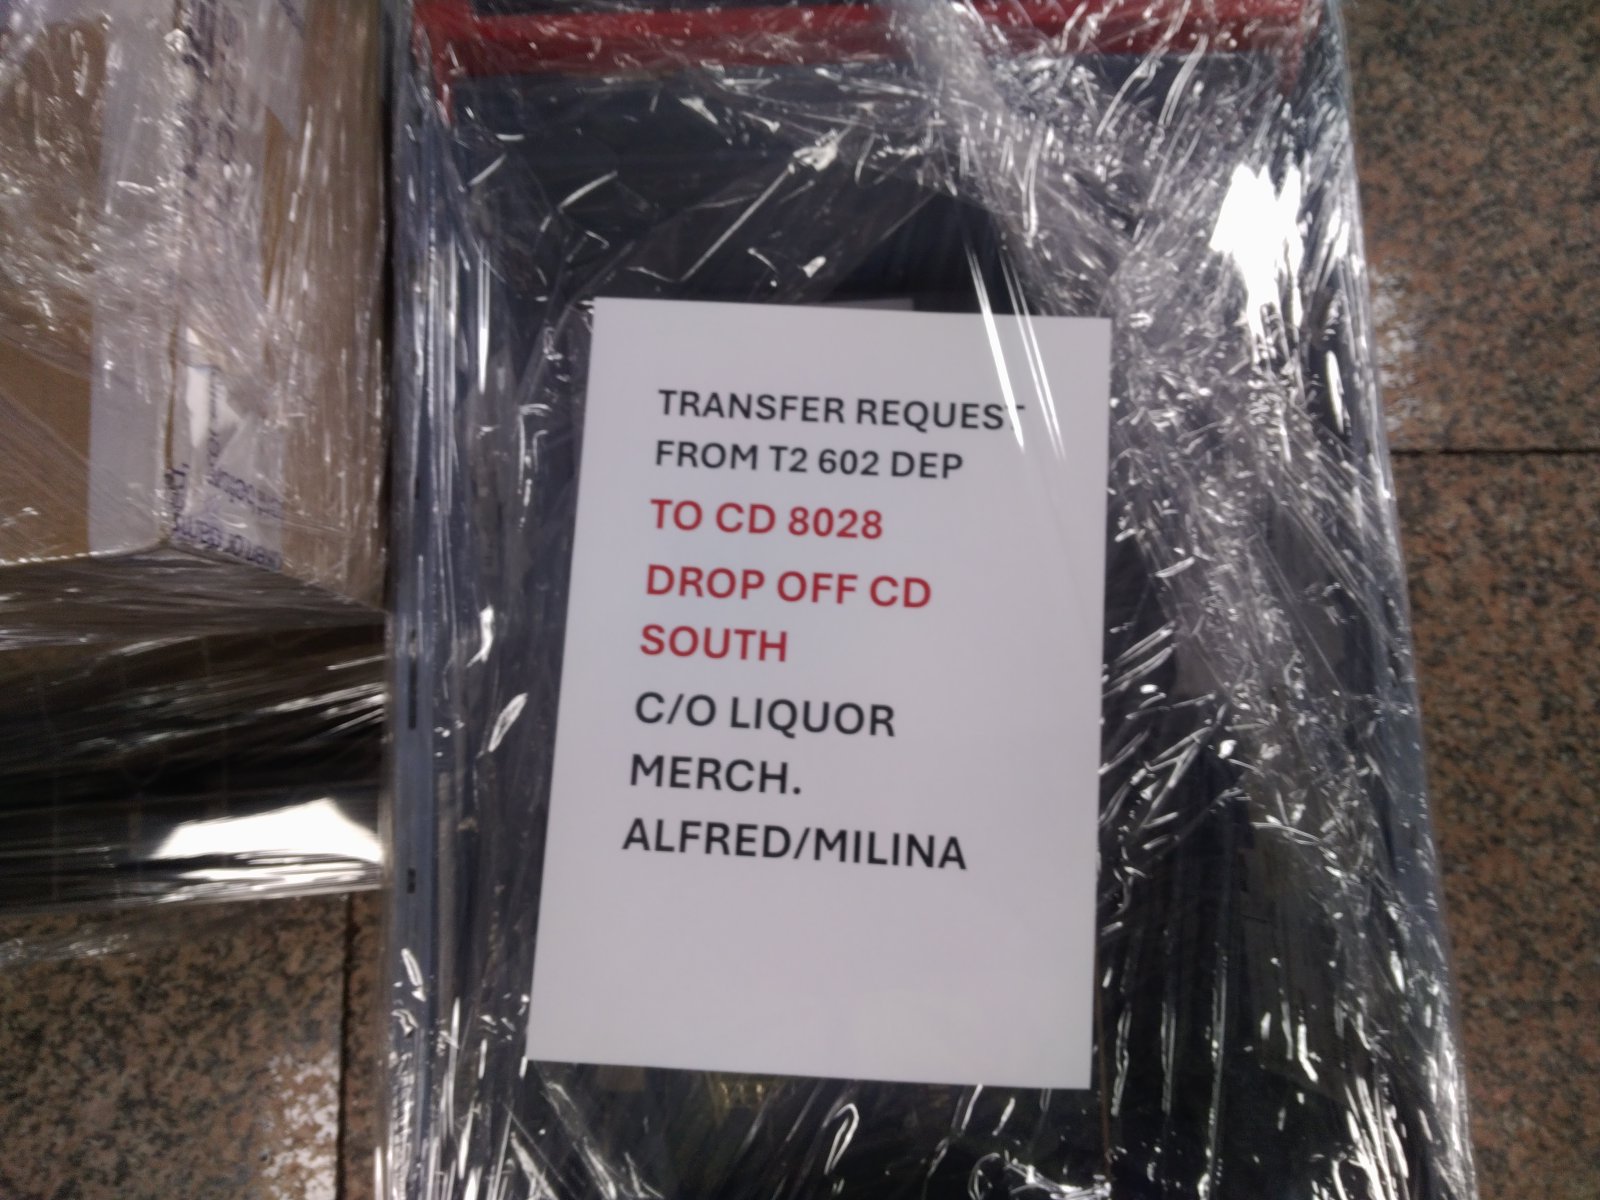 TRANSFER REQUEST
FROM T2 602 DEP
TO CD 8028
DROP OFF CD
SOUTH
C/O LIQUOR
MERCH.
ALFRED/MILINA